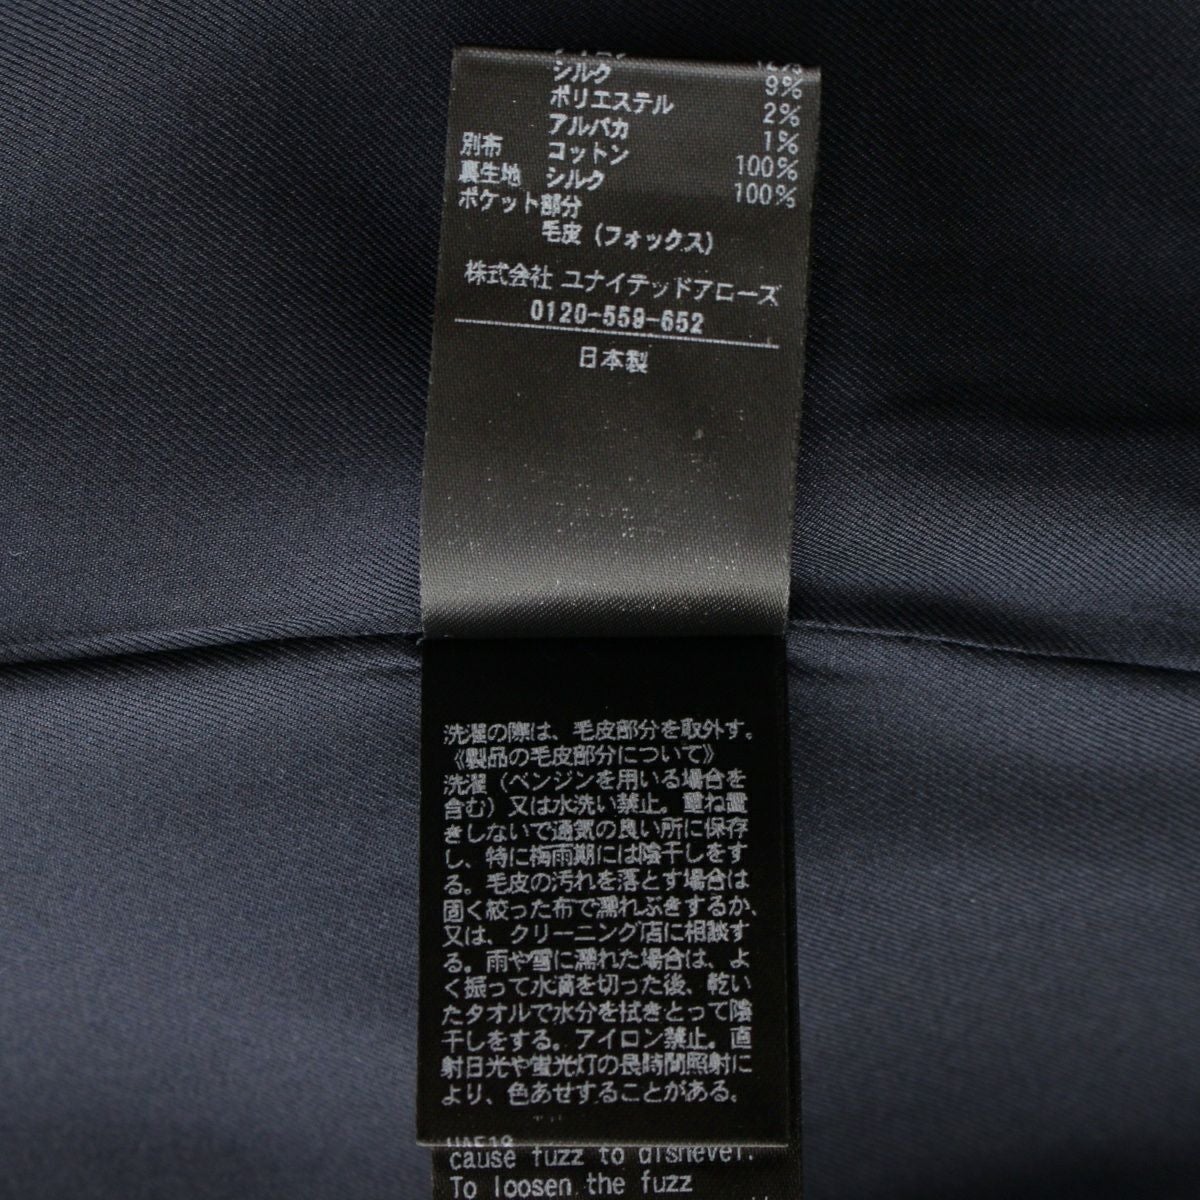 シルク 9%
ポリエステル 2%
アルパカ 1%
別布 コットン 100%
裏生地 シルク 100%
ポケット部分
毛皮 (フォックス)
株式会社 ユナイテッドアローズ
0120-559-652
日本製
洗濯の際は、毛皮部分を取外す。
《製品の毛皮部分について》
洗濯 (ベンジンを用いる場合を
含む) 又は水洗い禁止。重ね置
きしないで通気の良い所に保存
し、特に梅雨期には陰干しをす
る。毛皮の汚れを落とす場合は
固く絞った布で濡れぶきするか、
又は、クリーニング店に相談す
る。雨や雪に濡れた場合は、よ
く振って水滴を切った後、乾い
たタオルで水分を拭きとって陰
干しをする。アイロン禁止。直
射日光や蛍光灯の長時間照射に
より、色あせすることがある。
cause fuzz to dishevel.
To loosen the fuzz